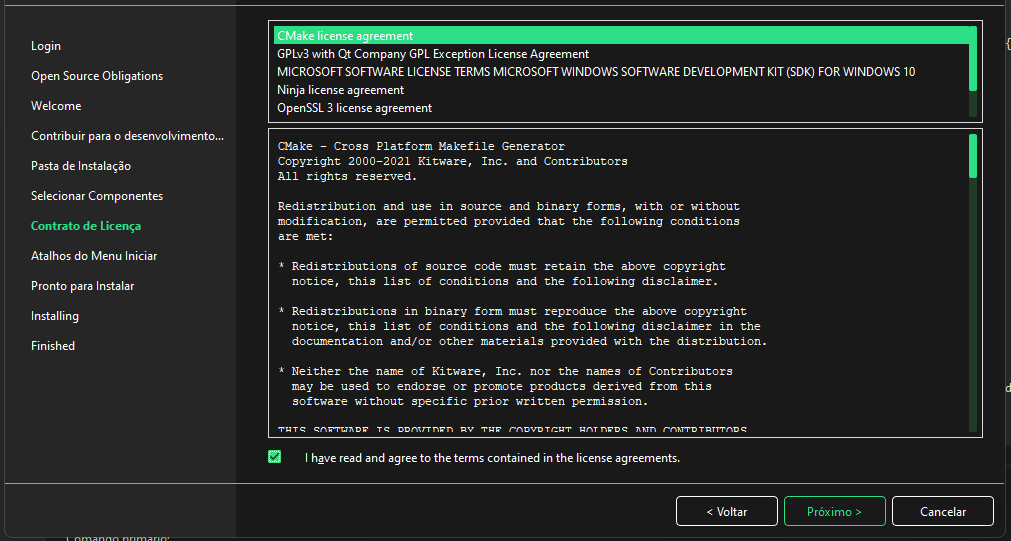 Login
Open Source Obligations
Welcome
Contribuir para o desenvolvimento...
Pasta de Instalação
Selecionar Componentes
Contrato de Licença
Atalhos do Menu Iniciar
Pronto para Instalar
Installing
Finished
CMake license agreement
GPLv3 with Qt Company GPL Exception License Agreement
MICROSOFT SOFTWARE LICENSE TERMS MICROSOFT WINDOWS SOFTWARE DEVELOPMENT KIT (SDK) FOR WINDOWS 10
Ninja license agreement
OpenSSL 3 license agreement
CMake - Cross Platform Makefile Generator
Copyright 2000-2021 Kitware, Inc. and Contributors
All rights reserved.
Redistribution and use in source and binary forms, with or without
modification, are permitted provided that the following conditions
are met:
* Redistributions of source code must retain the above copyright
notice, this list of conditions and the following disclaimer.
* Redistributions in binary form must reproduce the above copyright
notice, this list of conditions and the following disclaimer in the
documentation and/or other materials provided with the distribution.
* Neither the name of Kitware, Inc. nor the names of Contributors
may be used to endorse or promote products derived from this
software without specific prior written permission.
THIS SOFTWARE IS PROVIDED BY THE COPYRIGHT HOLDERS AND CONTRIBUTORS
I have read and agree to the terms contained in the license agreements.
< Voltar
Próximo >
Cancelar
Comando primário:
{
d